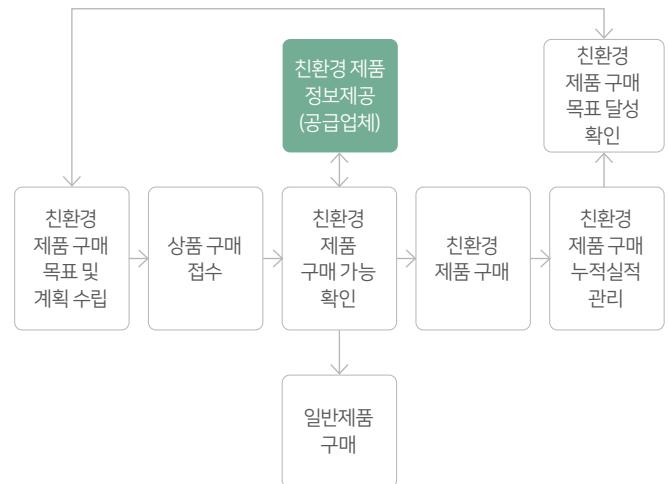 친환경 제품
정보제공
(공급업체)
친환경
제품 구매
목표 달성
확인
친환경
제품 구매
목표 및
계획 수립
상품 구매
접수
친환경
제품
구매 가능
확인
친환경
제품 구매
친환경
제품 구매
누적실적
관리
일반제품
구매